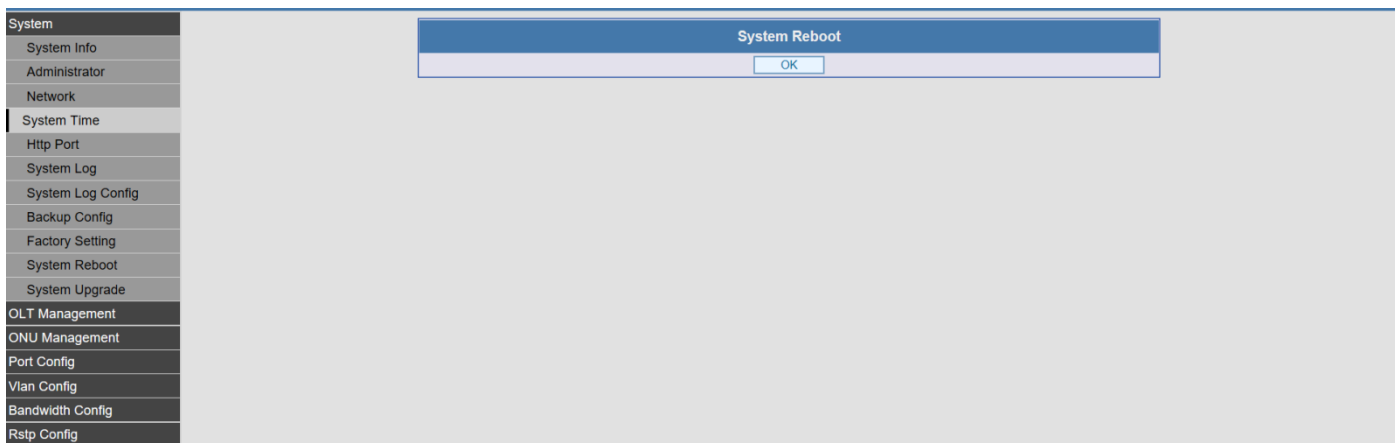 System
System Info
Administrator
Network
System Time
Http Port
System Log
System Log Config
Backup Config
Factory Setting
System Reboot
System Upgrade
OLT Management
ONU Management
Port Config
Vlan Config
Bandwidth Config
Rstp Config
System Reboot
OK